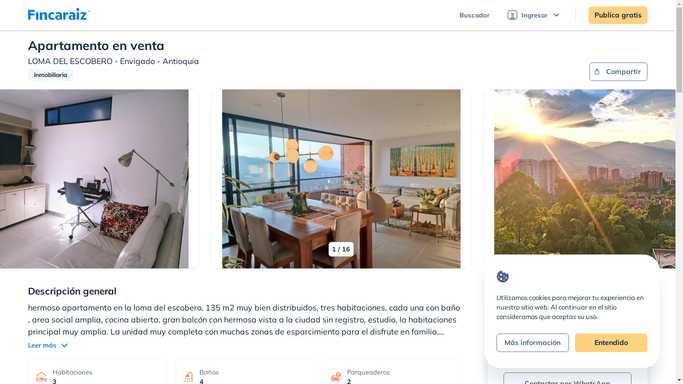 Fincaraiz
Buscador
Ingresar
Publica gratis
Apartamento en venta
LOMA DEL ESCOBERO - Envigado - Antioquia
Inmobiliaria
Compartir
1 / 16
Descripción general
hermoso apartamento en la loma del escobero, 135 m2 muy bien distribuidos, tres habitaciones, cada una con baño
, area social amplia, cocina abierta, gran balcón con hermosa vista a la ciudad sin registro, estudio, la habitaciones
principal muy amplia. La unidad muy completa con muchas zonas de esparcimiento para el disfrute en familia,...
Leer más
Habitaciones
3
Baños
4
Parqueaderos
2
Utilizamos cookies para mejorar tu experiencia en
nuestro sitio web. Al continuar en el sitio
consideramos que aceptas su uso.
Más información
Entendido
Contactar por WhatsApp